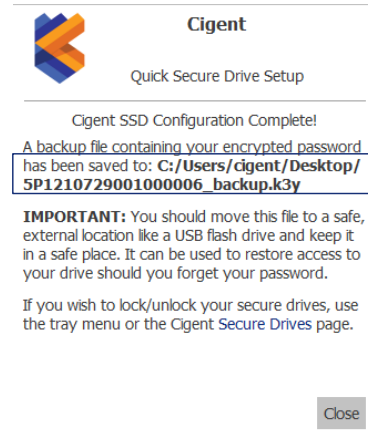 Cigent
Quick Secure Drive Setup
Cigent SSD Configuration Complete!
A backup file containing your encrypted password
has been saved to: C:/Users/cigent/Desktop/
5P1210729001000006_backup.k3y
IMPORTANT: You should move this file to a safe,
external location like a USB flash drive and keep it
in a safe place. It can be used to restore access to
your drive should you forget your password.
If you wish to lock/unlock your secure drives, use
the tray menu or the Cigent Secure Drives page.
Close